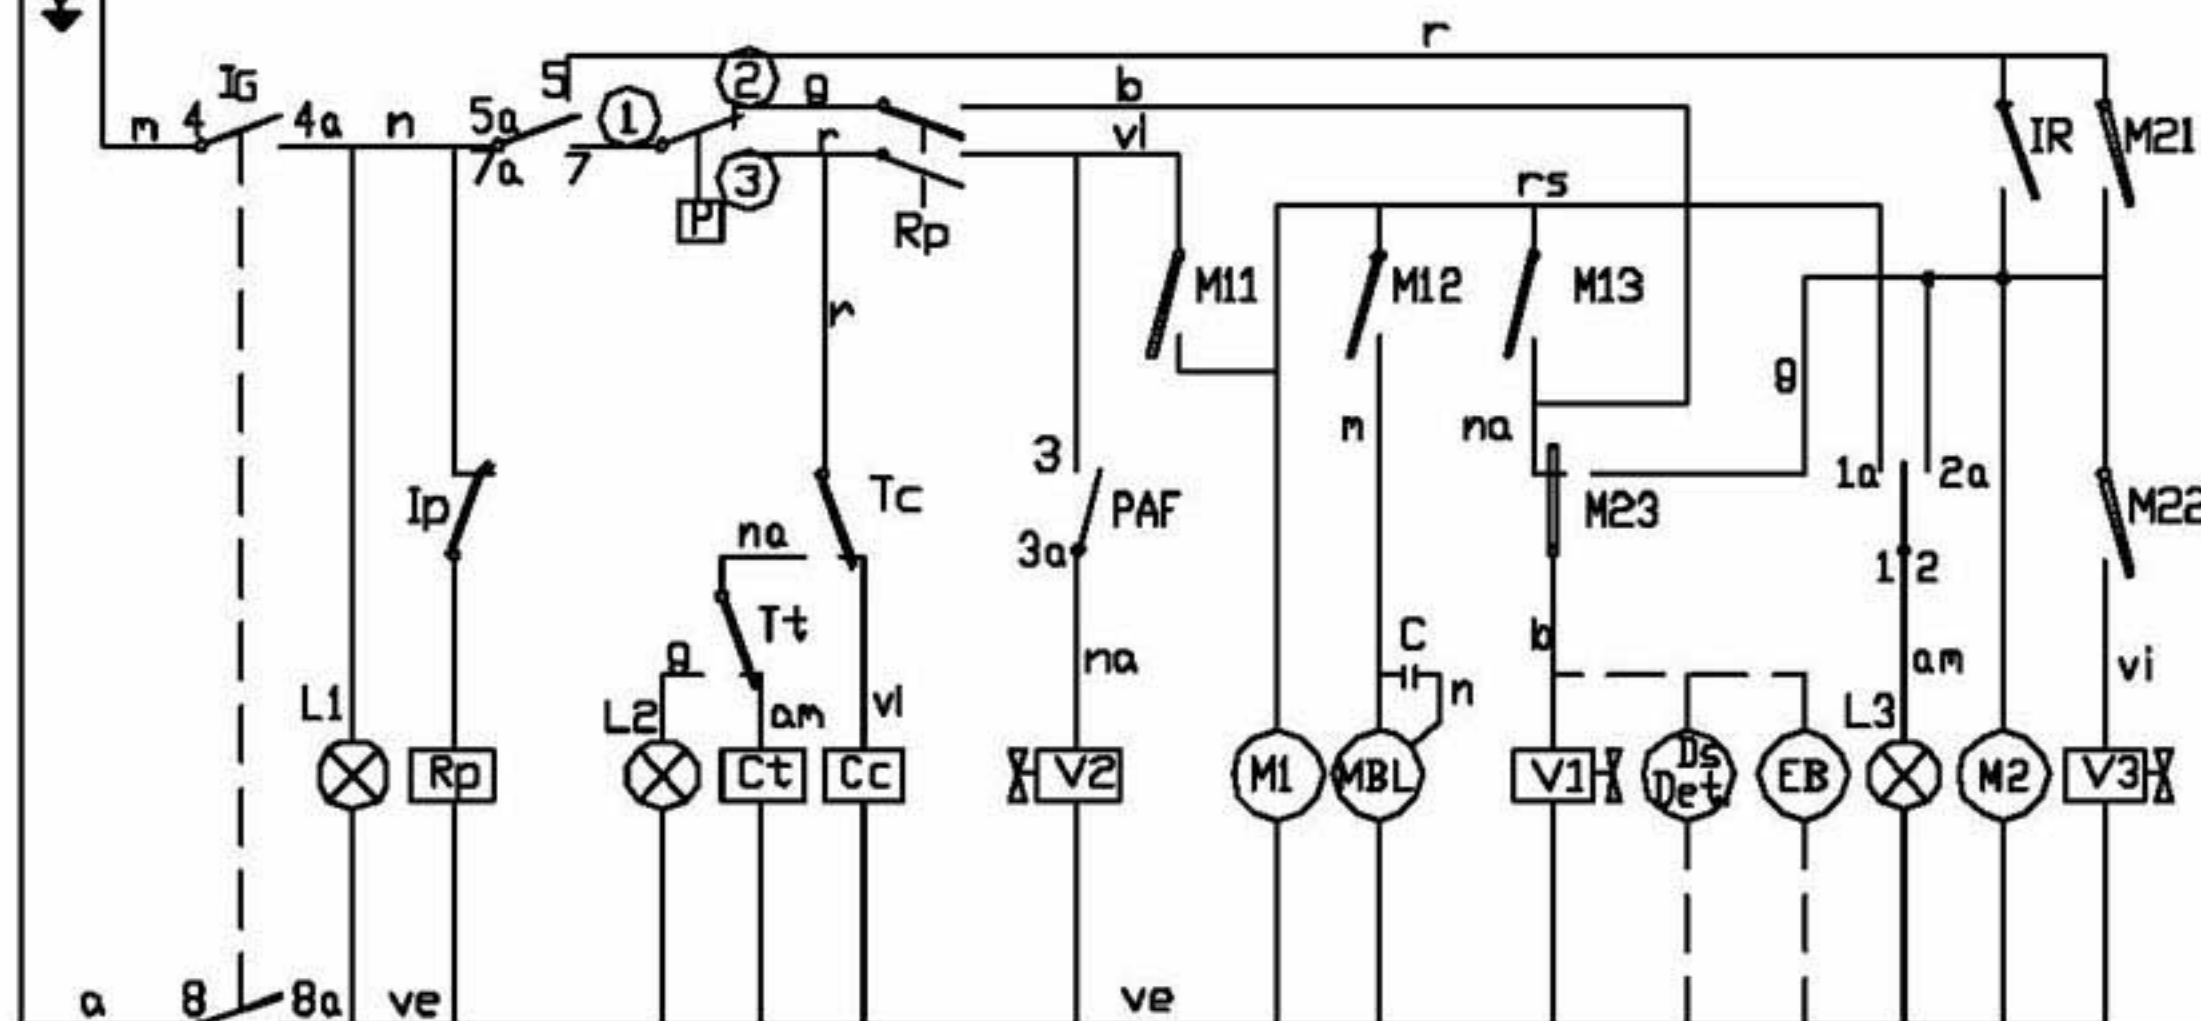 r
IG
5
2
g
b
m
4
4a
n
5a
1
r
vl
IR
M21
7a
7
3
rs
P
Rp
M11
M12
M13
r
g
m
na
3
1a
2a
Ip
Tc
PAF
M23
M22
na
3a
1
2
Tt
C
b
g
na
am
vi
L1
L2
am
vl
n
L3
Rp
Ct
Cc
V2
M1
MBL
V1
Ds
Det.
EB
M2
V3
a
8
8a
ve
ve